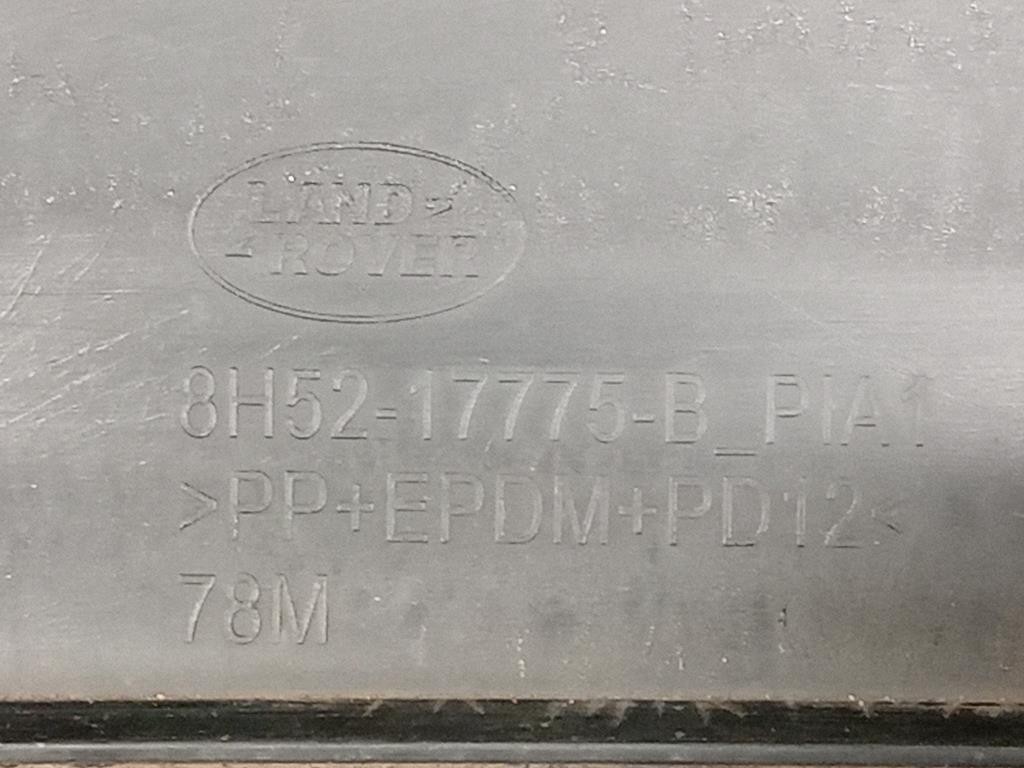 LAND
ROVER
8H52-17775-B_PIA1
>PP+EPDM+PD12<
78M